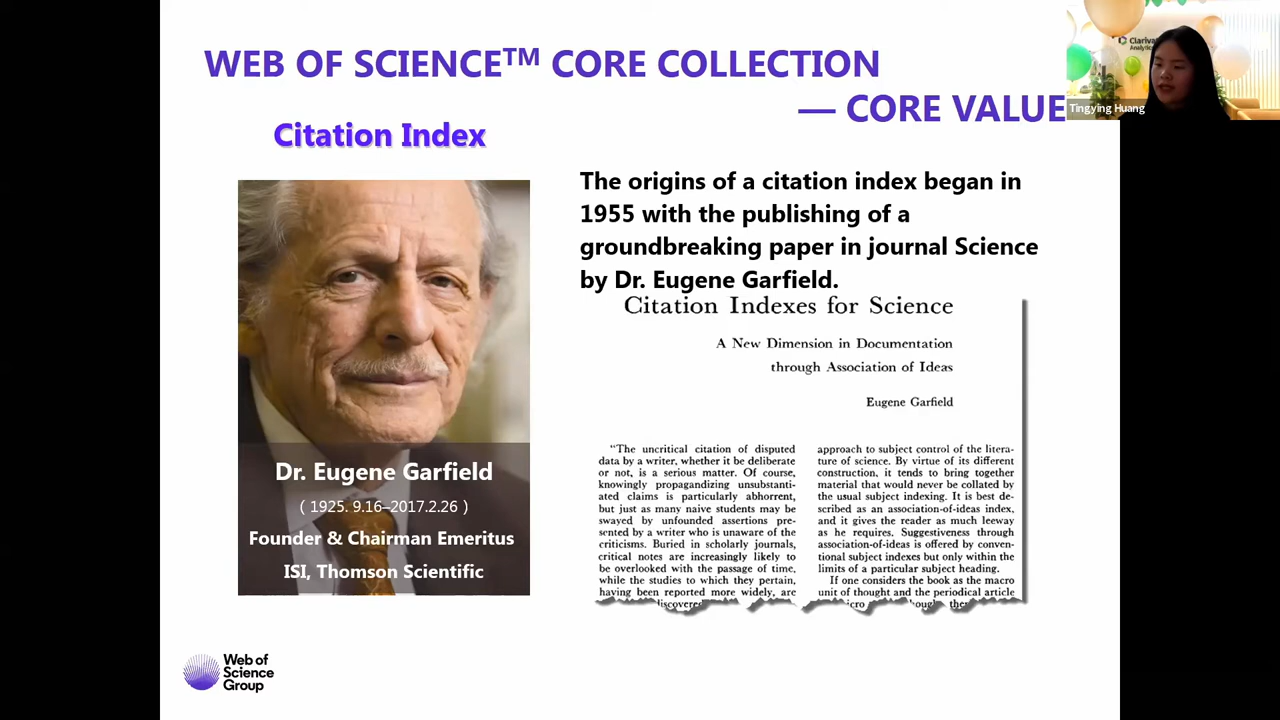 WEB OF SCIENCE™ CORE COLLECTION
— CORE VALUE
Citation Index
Clarivate
Analytics
Tingying Huang
The origins of a citation index began in
1955 with the publishing of a
groundbreaking paper in journal Science
by Dr. Eugene Garfield.
Dr. Eugene Garfield
( 1925. 9.16–2017.2.26 )
Founder & Chairman Emeritus
ISI, Thomson Scientific
Citation Indexes for Science
A New Dimension in Documentation
through Association of Ideas
Eugene Garfield
“The uncritical citation of disputed
data by a writer, whether it be deliberate
or not, is a serious matter. Of course,
knowingly propagandizing unsubstanti-
ated claims is particularly abhorrent,
but just as many naive students may be
swayed by unfounded assertions pre-
sented by a writer who is unaware of the
criticisms. Buried in scholarly journals,
critical notes are increasingly likely to
be overlooked with the passage of time,
while the studies to which they pertain,
having been reported more widely, are
approach to subject control of the litera-
ture of science. By virtue of its different
construction, it tends to bring together
material that would never be collated by
the usual subject indexing. It is best de-
scribed as an association-of-ideas index,
and it gives the reader as much leeway
as he requires. Suggestiveness through
association-of-ideas is offered by conven-
tional subject indexes but only within the
limits of a particular subject heading.
If one considers the book as the macro
unit of thought and the periodical article
Web of
Science
Group